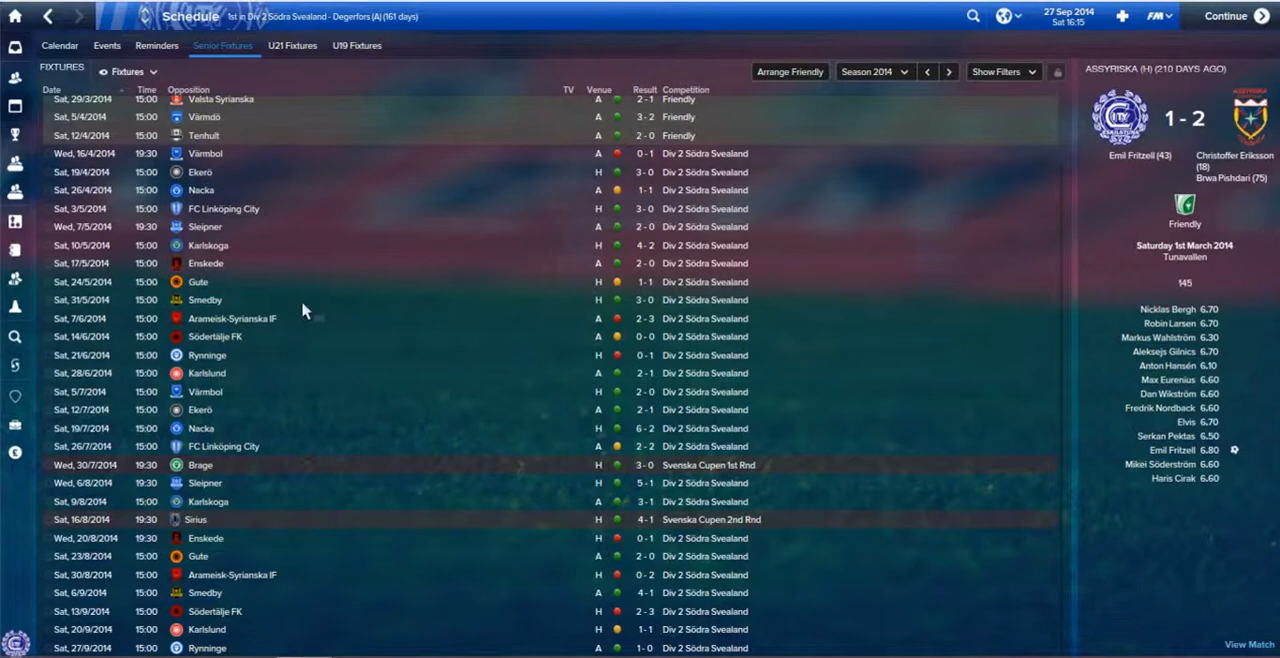 Schedule 1st in Div 2 Södra Svealand - Degerfors (A) (161 days)
27 Sep 2014
Sat 16:15
FM
Continue
Calendar Events Reminders Senior Fixtures U21 Fixtures U19 Fixtures
FIXTURES Fixtures Arrange Friendly Season 2014 Show Filters
Date Time Opposition TV Venue Result Competition
Sat, 29/3/2014 15:00 Valsta Syrianska A 2 - 1 Friendly
Sat, 5/4/2014 15:00 Värmdö A 3 - 2 Friendly
Sat, 12/4/2014 15:00 Tenhult A 2 - 0 Friendly
Wed, 16/4/2014 19:30 Värmbol A 0 - 1 Div 2 Södra Svealand
Sat, 19/4/2014 15:00 Ekerö H 3 - 0 Div 2 Södra Svealand
Sat, 26/4/2014 15:00 Nacka A 1 - 1 Div 2 Södra Svealand
Sat, 3/5/2014 15:00 FC Linköping City H 3 - 0 Div 2 Södra Svealand
Wed, 7/5/2014 19:30 Sleipner A 2 - 0 Div 2 Södra Svealand
Sat, 10/5/2014 15:00 Karlskoga H 4 - 2 Div 2 Södra Svealand
Sat, 17/5/2014 15:00 Enskede A 2 - 0 Div 2 Södra Svealand
Sat, 24/5/2014 15:00 Gute H 1 - 1 Div 2 Södra Svealand
Sat, 31/5/2014 15:00 Smedby H 3 - 0 Div 2 Södra Svealand
Sat, 7/6/2014 15:00 Arameisk-Syrianska IF A 2 - 3 Div 2 Södra Svealand
Sat, 14/6/2014 15:00 Södertälje FK A 0 - 0 Div 2 Södra Svealand
Sat, 21/6/2014 15:00 Rynninge H 0 - 1 Div 2 Södra Svealand
Sat, 28/6/2014 15:00 Karlslund A 2 - 1 Div 2 Södra Svealand
Sat, 5/7/2014 15:00 Värmbol H 2 - 0 Div 2 Södra Svealand
Sat, 12/7/2014 15:00 Ekerö A 2 - 1 Div 2 Södra Svealand
Sat, 19/7/2014 15:00 Nacka H 6 - 2 Div 2 Södra Svealand
Sat, 26/7/2014 15:00 FC Linköping City A 2 - 2 Div 2 Södra Svealand
Wed, 30/7/2014 19:30 Brage H 3 - 0 Svenska Cupen 1st Rnd
Wed, 6/8/2014 19:30 Sleipner H 5 - 1 Div 2 Södra Svealand
Sat, 9/8/2014 15:00 Karlskoga A 3 - 1 Div 2 Södra Svealand
Sat, 16/8/2014 19:30 Sirius H 4 - 1 Svenska Cupen 2nd Rnd
Wed, 20/8/2014 19:30 Enskede H 0 - 1 Div 2 Södra Svealand
Sat, 23/8/2014 15:00 Gute A 2 - 0 Div 2 Södra Svealand
Sat, 30/8/2014 15:00 Arameisk-Syrianska IF H 0 - 2 Div 2 Södra Svealand
Sat, 6/9/2014 15:00 Smedby A 4 - 1 Div 2 Södra Svealand
Sat, 13/9/2014 15:00 Södertälje FK H 2 - 3 Div 2 Södra Svealand
Sat, 20/9/2014 15:00 Karlslund H 1 - 1 Div 2 Södra Svealand
Sat, 27/9/2014 15:00 Rynninge A 1 - 0 Div 2 Södra Svealand
ASSYRISKA (H) (210 DAYS AGO)
CITY
1 - 2
Emil Fritzell (43)
Christoffer Eriksson
(18)
Brwa Pishdari (75)
Friendly
Saturday 1st March 2014
Tunavallen
145
Nicklas Bergh 6.70
Robin Larsen 6.70
Markus Wahlström 6.30
Aleksejs Gilnics 6.70
Anton Hansén 6.10
Max Eurenius 6.60
Dan Wikström 6.60
Fredrik Nordback 6.60
Elvis 6.70
Serkan Pektas 6.50
Emil Fritzell 6.80
Mikei Söderström 6.60
Haris Cirak 6.60
View Match